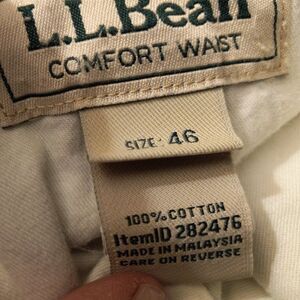 L.L.Bean
COMFORT WAIST
SIZE: 46
100% COTTON
ItemID 282476
MADE IN MALAYSIA
CARE ON REVERSE